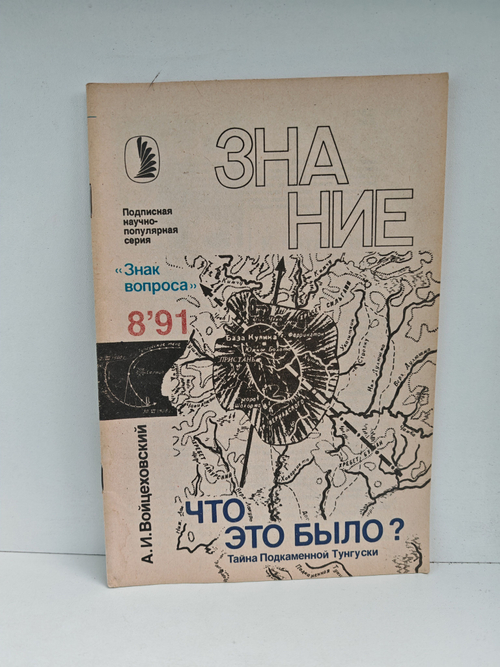 ЗНА
НИЕ
Подписная
научно-
популярная
серия
«Знак
вопроса»
8'91
База Кулика
ПРИСТАНЬ
А.И.Войцеховский
ЧТО
ЭТО БЫЛО?
Тайна Подкаменной Тунгуски